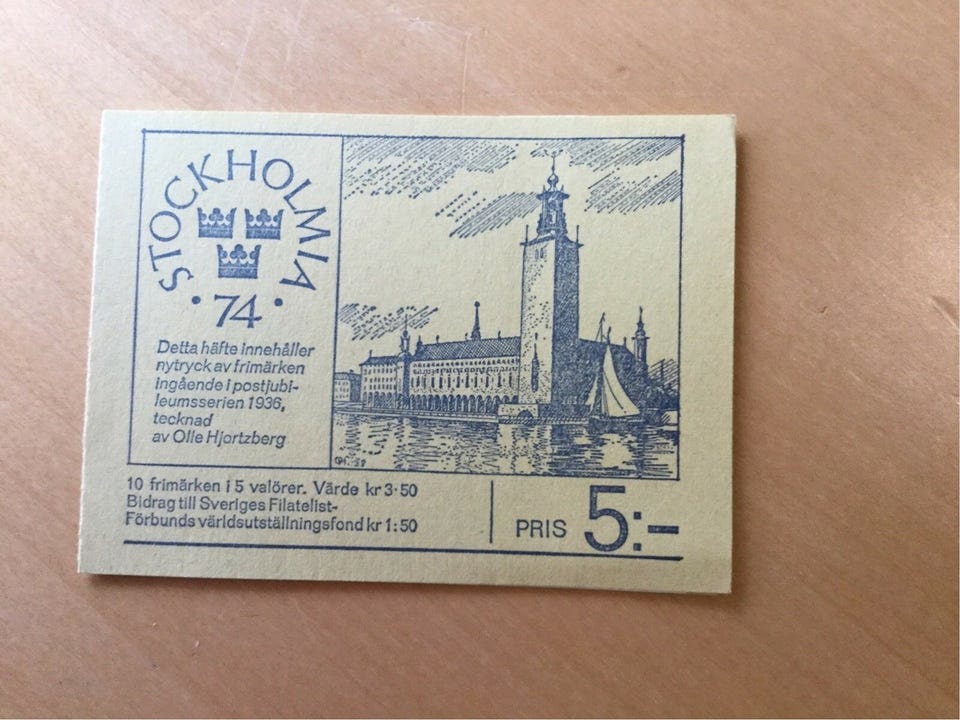 STOCKHOLMIA
• 74 •
Detta häfte innehåller
nytryck av frimärken
ingående i postjubi-
leumsserien 1936,
tecknad
av Olle Hjortzberg
10 frimärken i 5 valörer. Värde kr 3·50
Bidrag till Sveriges Filatelist-
Förbunds världsutställningsfond kr 1:50
PRIS 5:-